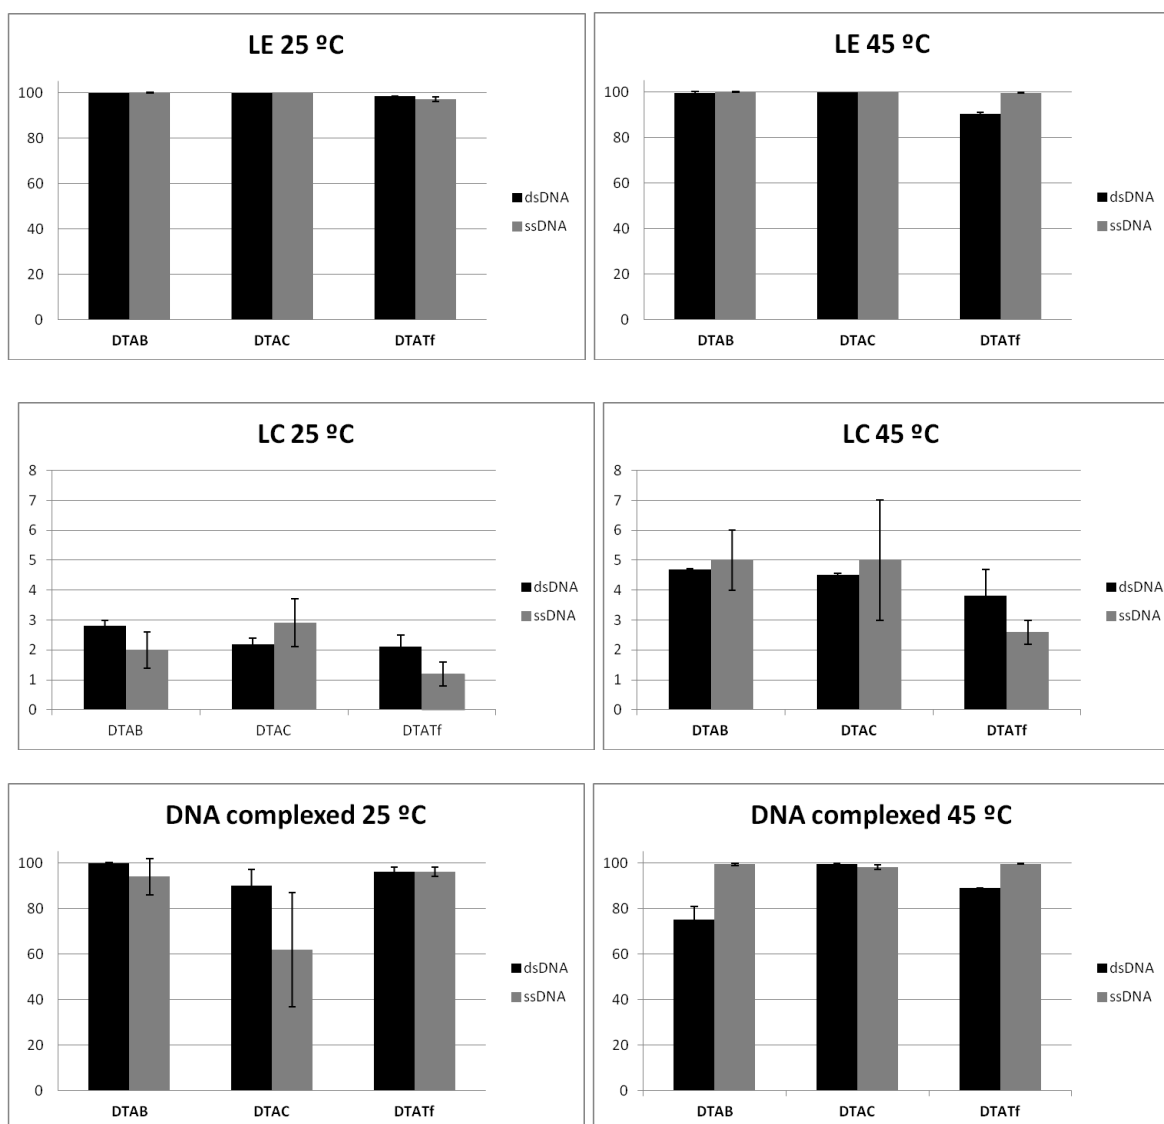 LE 25 ºC
100
80
60
40
20
0
DTAB DTAC DTATf
dsDNA
ssDNA
LE 45 ºC
100
80
60
40
20
0
DTAB DTAC DTATf
dsDNA
ssDNA
LC 25 ºC
8
7
6
5
4
3
2
1
0
DTAB DTAC DTATf
dsDNA
ssDNA
LC 45 ºC
8
7
6
5
4
3
2
1
0
DTAB DTAC DTATf
dsDNA
ssDNA
DNA complexed 25 ºC
100
80
60
40
20
0
DTAB DTAC DTATf
dsDNA
ssDNA
DNA complexed 45 ºC
100
80
60
40
20
0
DTAB DTAC DTATf
dsDNA
ssDNA